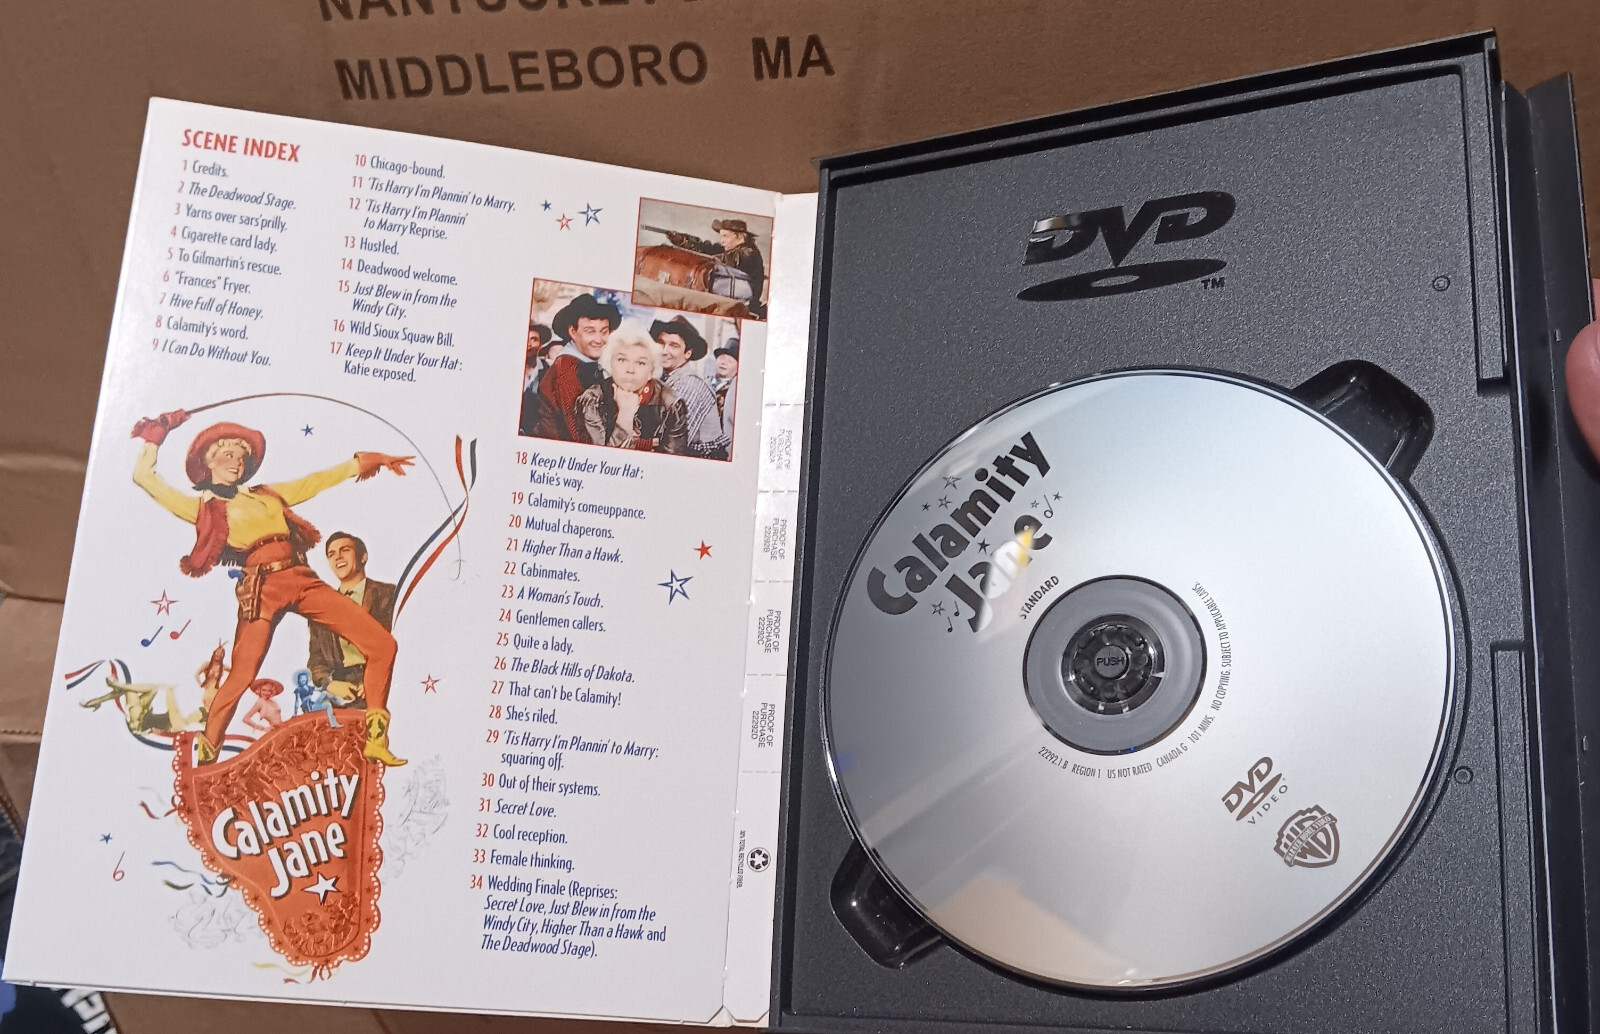 MIDDLEBORO MA
SCENE INDEX
1 Credits.
2 The Deadwood Stage.
3 Yarns over sars'prilly.
4 Cigarette card lady.
5 To Gilmartin's rescue.
6 "Frances" Fryer.
7 Hive Full of Honey.
8 Calamity's word.
9 I Can Do Without You.
10 Chicago-bound.
11 'Tis Harry I'm Plannin' to Marry.
12 'Tis Harry I'm Plannin'
to Marry Reprise.
13 Hustled.
14 Deadwood welcome.
15 Just Blew in from the
Windy City.
16 Wild Sioux Squaw Bill.
17 Keep It Under Your Hat:
Katie exposed.
18 Keep It Under Your Hat:
Katie's way.
19 Calamity's comeuppance.
20 Mutual chaperons.
21 Higher Than a Hawk.
22 Cabinmates.
23 A Woman's Touch.
24 Gentlemen callers.
25 Quite a lady.
26 The Black Hills of Dakota.
27 That can't be Calamity!
28 She's riled.
29 'Tis Harry I'm Plannin' to Marry:
squaring off.
30 Out of their systems.
31 Secret Love.
32 Cool reception.
33 Female thinking.
34 Wedding Finale (Reprises:
Secret Love, Just Blew in from the
Windy City, Higher Than a Hawk and
The Deadwood Stage).
Calamity
Jane
PROOF OF
PURCHASE
22292A
PROOF OF
PURCHASE
22292B
PROOF OF
PURCHASE
22292C
PROOF OF
PURCHASE
22292D
DVD
TM
Calamity
Jane
STANDARD
PUSH
22292.1.B REGION 1 US NOT RATED CANADA G 101 MINS. NO COPYING. SUBJECT TO APPLICABLE LAWS.
DVD
VIDEO
WB